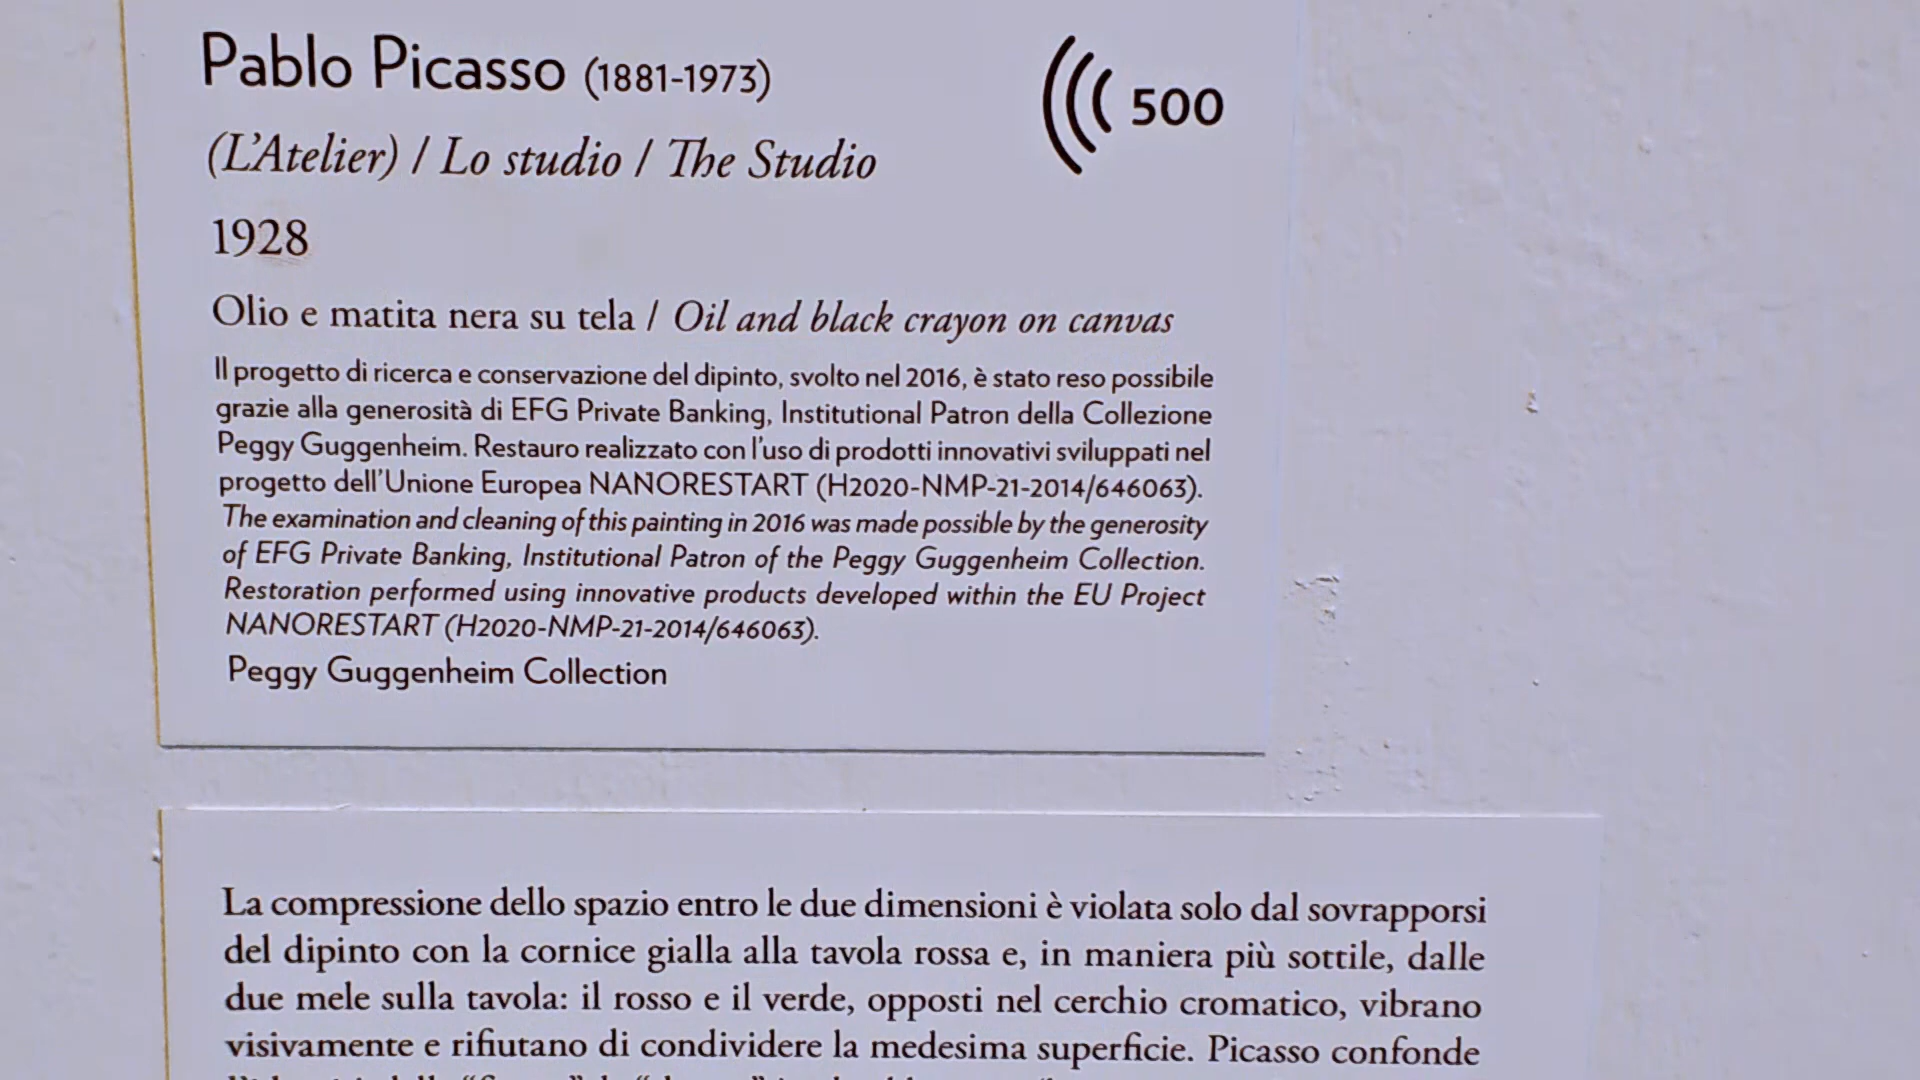 Pablo Picasso (1881-1973)
500
(L'Atelier) / Lo studio / The Studio
1928
Olio e matita nera su tela / Oil and black crayon on canvas
Il progetto di ricerca e conservazione del dipinto, svolto nel 2016, è stato reso possibile
grazie alla generosità di EFG Private Banking, Institutional Patron della Collezione
Peggy Guggenheim. Restauro realizzato con l'uso di prodotti innovativi sviluppati nel
progetto dell'Unione Europea NANORESTART (H2020-NMP-21-2014/646063).
The examination and cleaning of this painting in 2016 was made possible by the generosity
of EFG Private Banking, Institutional Patron of the Peggy Guggenheim Collection.
Restoration performed using innovative products developed within the EU Project
NANORESTART (H2020-NMP-21-2014/646063).
Peggy Guggenheim Collection
La compressione dello spazio entro le due dimensioni è violata solo dal sovrapporsi
del dipinto con la cornice gialla alla tavola rossa e, in maniera più sottile, dalle
due mele sulla tavola: il rosso e il verde, opposti nel cerchio cromatico, vibrano
visivamente e rifiutano di condividere la medesima superficie. Picasso confonde